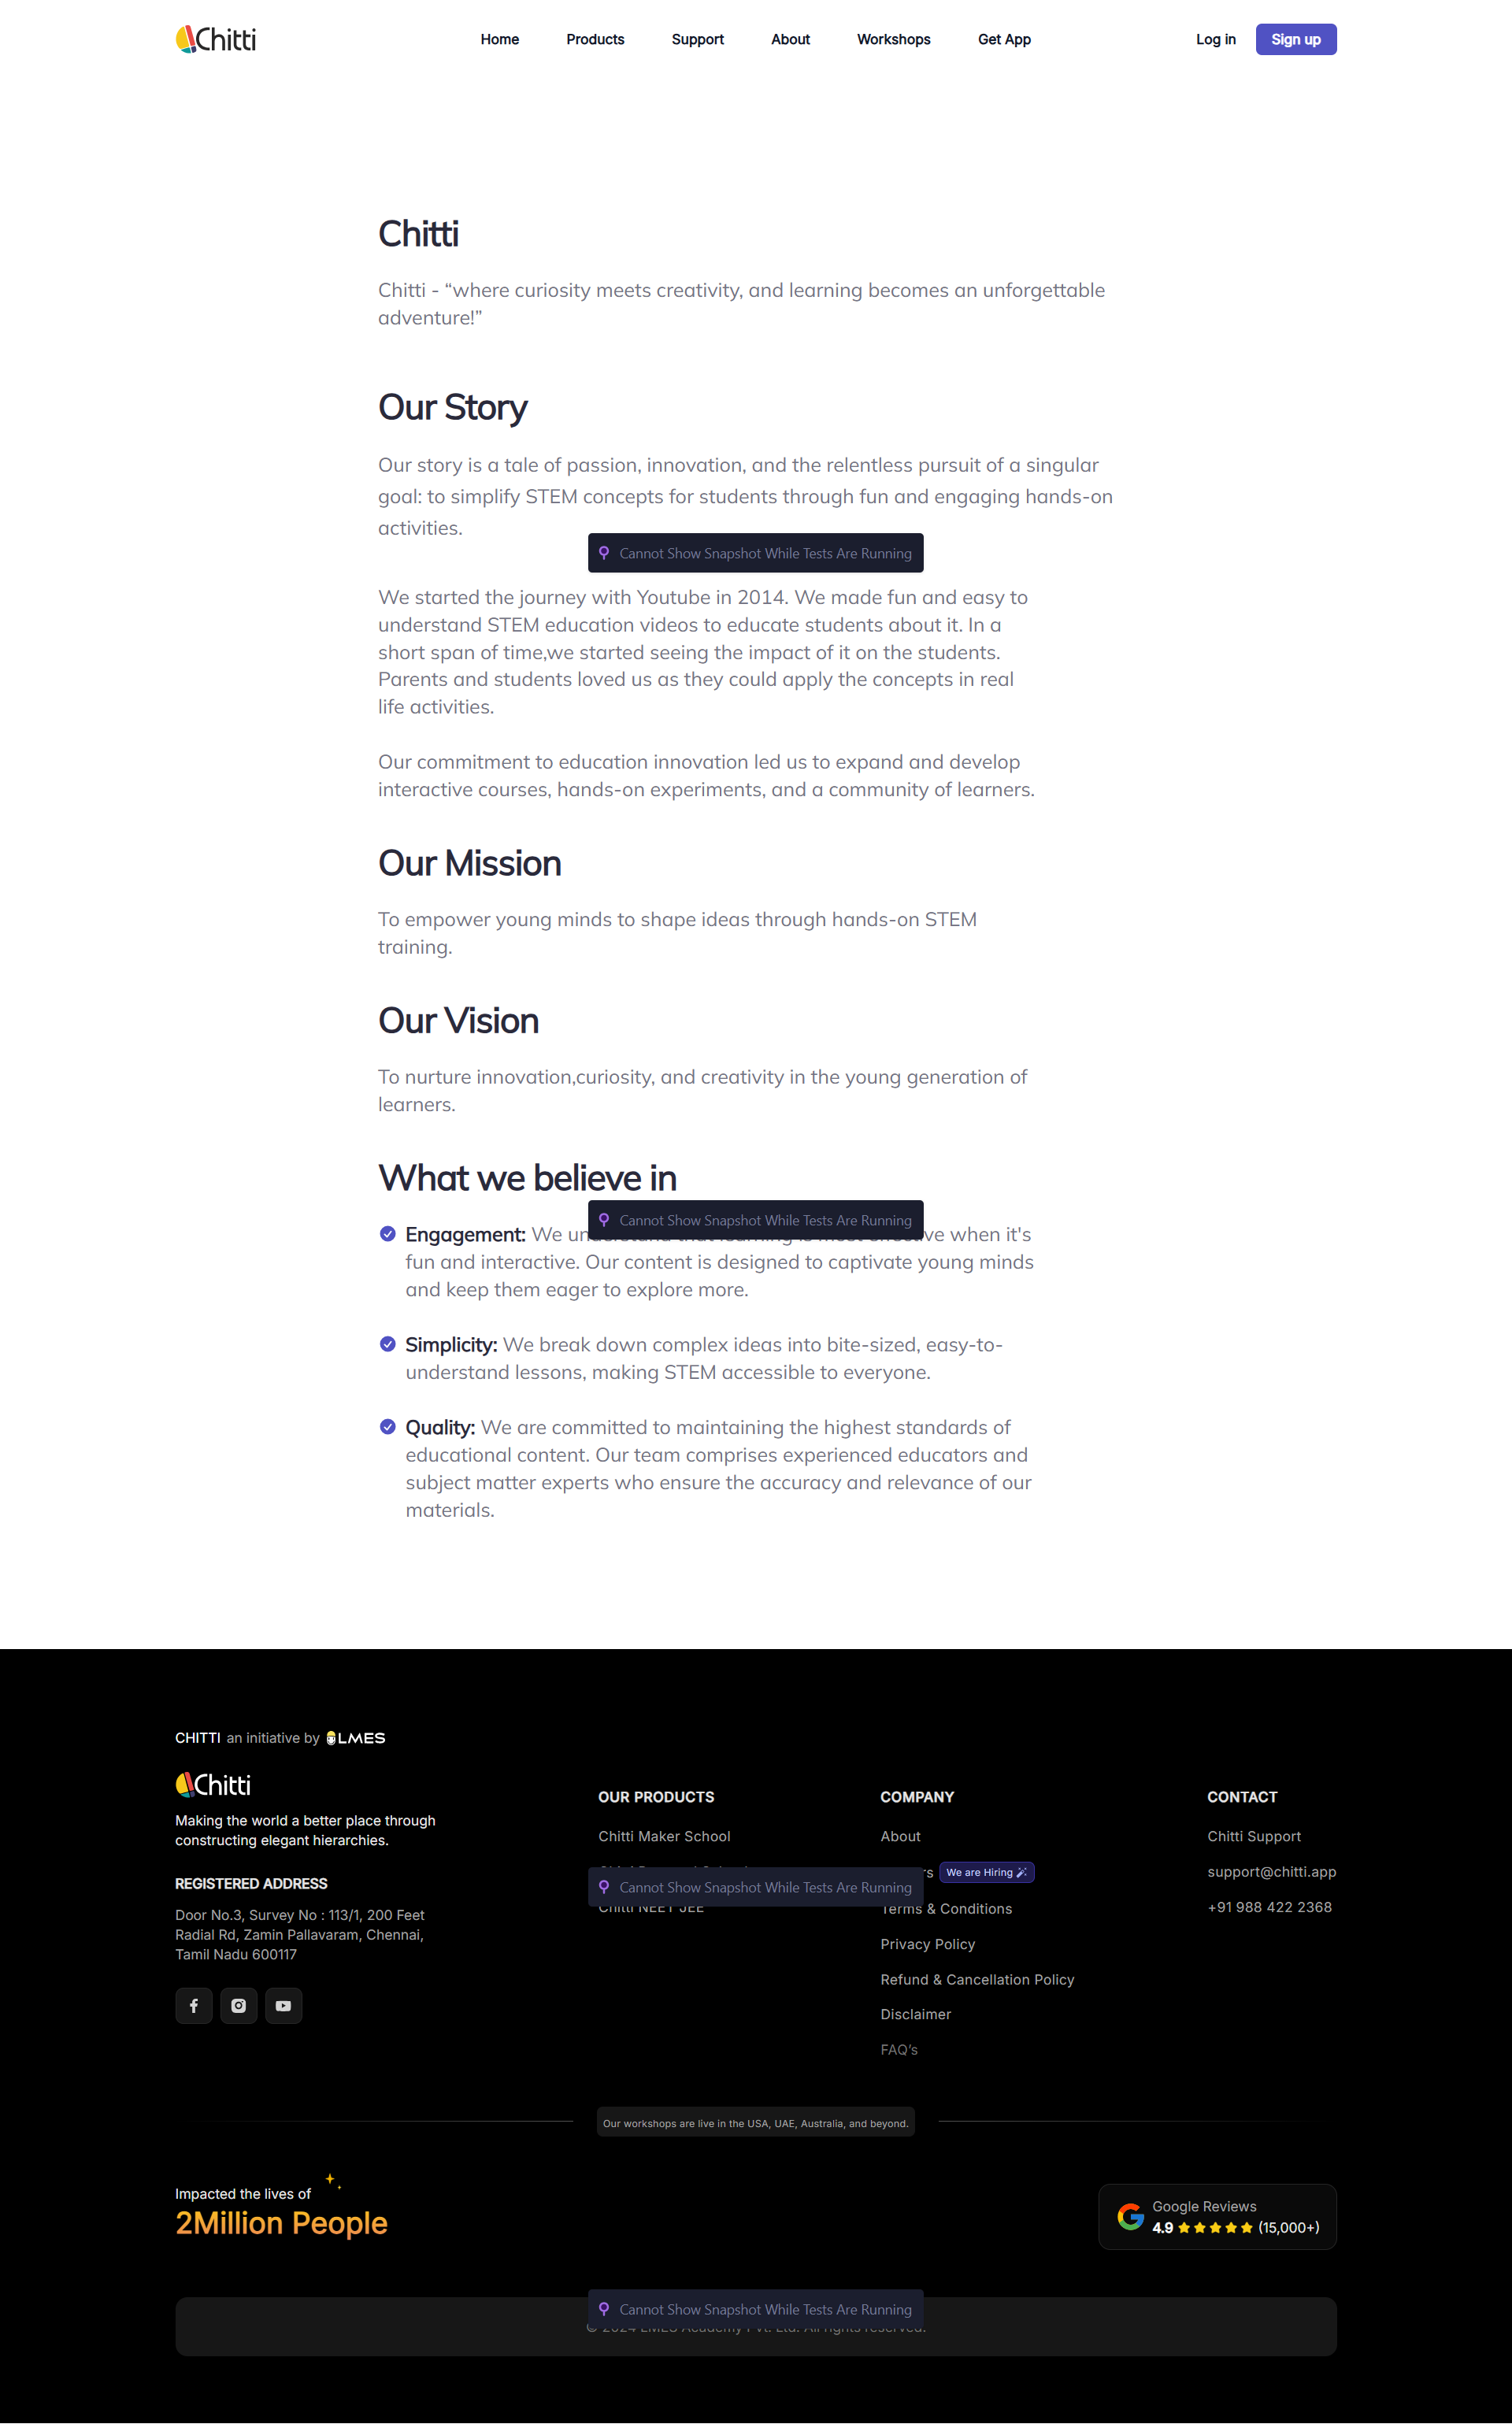 Chitti
Home Products Support About Workshops Get App
Log in Sign up
Chitti
Chitti - “where curiosity meets creativity, and learning becomes an unforgettable
adventure!”
Our Story
Our story is a tale of passion, innovation, and the relentless pursuit of a singular
goal: to simplify STEM concepts for students through fun and engaging hands-on
activities.
Cannot Show Snapshot While Tests Are Running
We started the journey with Youtube in 2014. We made fun and easy to
understand STEM education videos to educate students about it. In a
short span of time,we started seeing the impact of it on the students.
Parents and students loved us as they could apply the concepts in real
life activities.
Our commitment to education innovation led us to expand and develop
interactive courses, hands-on experiments, and a community of learners.
Our Mission
To empower young minds to shape ideas through hands-on STEM
training.
Our Vision
To nurture innovation,curiosity, and creativity in the young generation of
learners.
What we believe in
Cannot Show Snapshot While Tests Are Running
Engagement: We when it's
fun and interactive. Our content is designed to captivate young minds
and keep them eager to explore more.
Simplicity: We break down complex ideas into bite-sized, easy-to-
understand lessons, making STEM accessible to everyone.
Quality: We are committed to maintaining the highest standards of
educational content. Our team comprises experienced educators and
subject matter experts who ensure the accuracy and relevance of our
materials.
CHITTI an initiative by LMES
Chitti
Making the world a better place through
constructing elegant hierarchies.
REGISTERED ADDRESS
Door No.3, Survey No : 113/1, 200 Feet
Radial Rd, Zamin Pallavaram, Chennai,
Tamil Nadu 600117
OUR PRODUCTS
Chitti Maker School
Cannot Show Snapshot While Tests Are Running
Chitti NEET JEE
COMPANY
About
We are Hiring
Terms & Conditions
Privacy Policy
Refund & Cancellation Policy
Disclaimer
FAQ’s
CONTACT
Chitti Support
support@chitti.app
+91 988 422 2368
Our workshops are live in the USA, UAE, Australia, and beyond.
Impacted the lives of
2Million People
Google Reviews
4.9 (15,000+)
Cannot Show Snapshot While Tests Are Running
© 2024 LMES Academy Pvt. Ltd. All rights reserved.